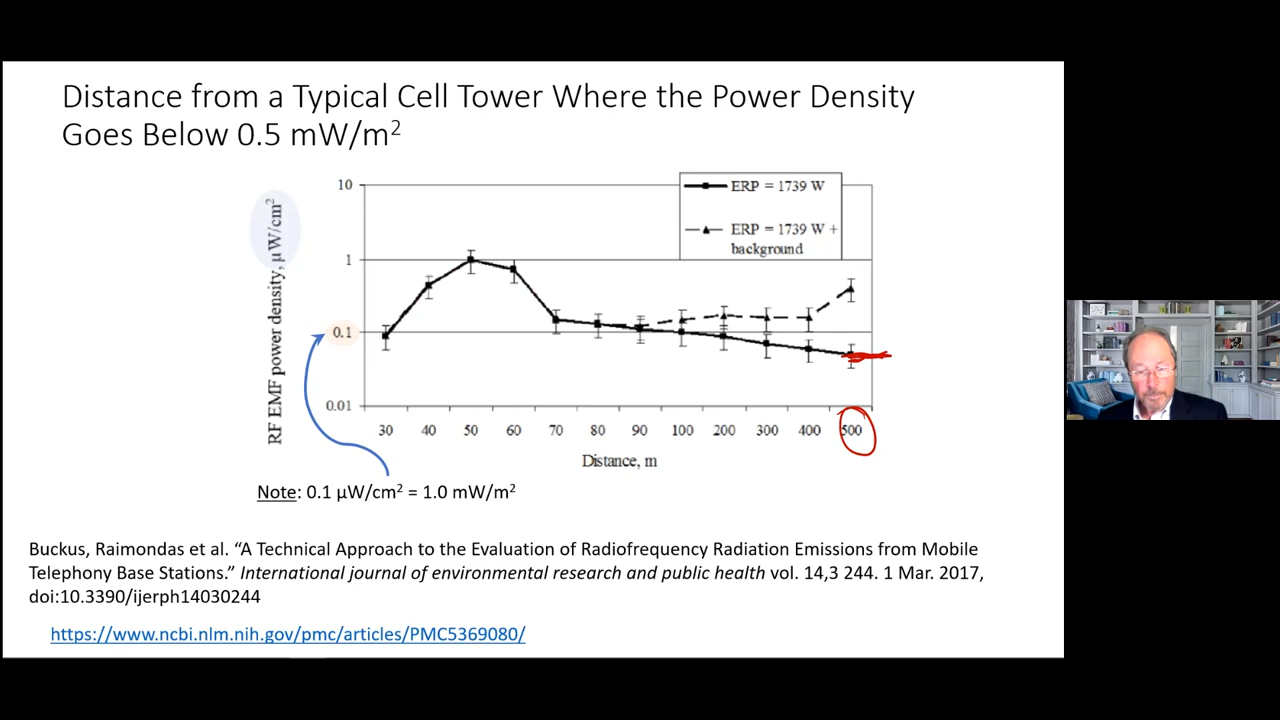 Distance from a Typical Cell Tower Where the Power Density
Goes Below 0.5 mW/m²
RF EMF power density, µW/cm²
10
1
0.1
0.01
ERP = 1739 W
ERP = 1739 W +
background
30 40 50 60 70 80 90 100 200 300 400 500
Distance, m
Note: 0.1 µW/cm² = 1.0 mW/m²
Buckus, Raimondas et al. “A Technical Approach to the Evaluation of Radiofrequency Radiation Emissions from Mobile
Telephony Base Stations.” International journal of environmental research and public health vol. 14,3 244. 1 Mar. 2017,
doi:10.3390/ijerph14030244
https://www.ncbi.nlm.nih.gov/pmc/articles/PMC5369080/